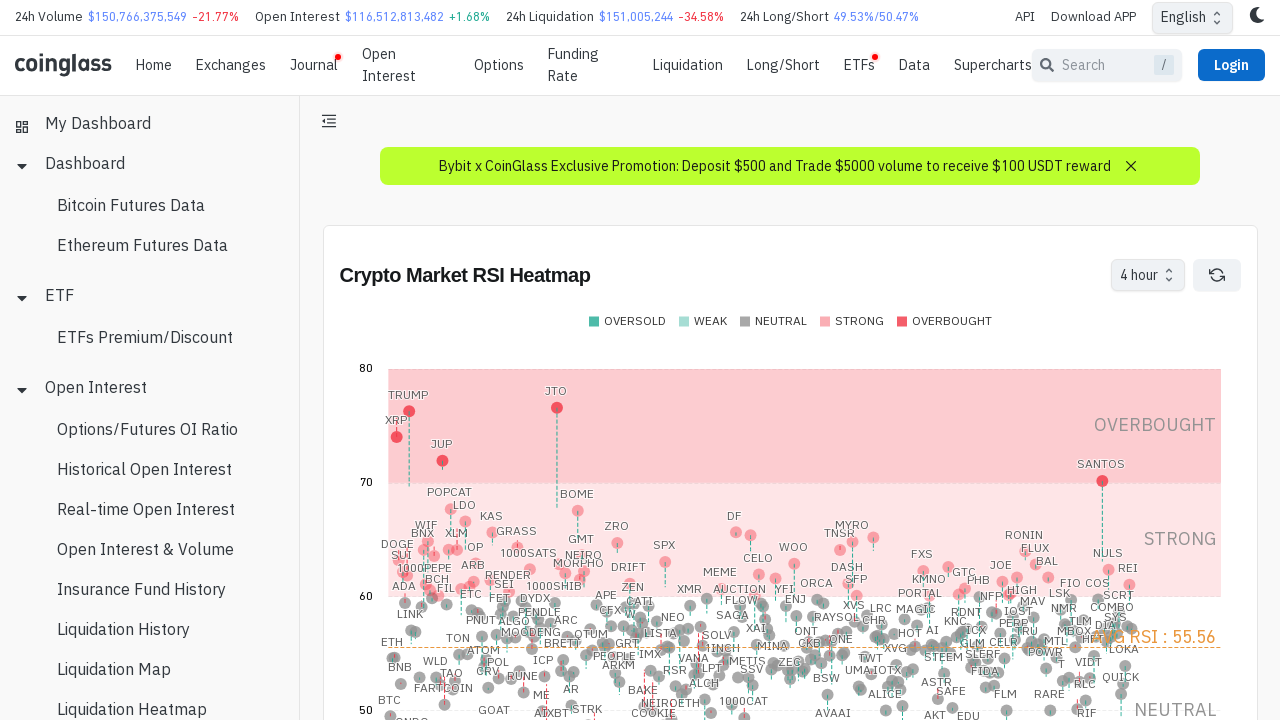 24h Volume $150,766,375,549 -21.77% Open Interest $116,512,813,482 +1.68% 24h Liquidation $151,005,244 -34.58% 24h Long/Short 49.53%/50.47% API Download APP English
coinglass Home Exchanges Journal Open Interest Options Funding Rate Liquidation Long/Short ETFs Data Supercharts Search / Login
My Dashboard
Dashboard
Bitcoin Futures Data
Ethereum Futures Data
ETF
ETFs Premium/Discount
Open Interest
Options/Futures OI Ratio
Historical Open Interest
Real-time Open Interest
Open Interest & Volume
Insurance Fund History
Liquidation History
Liquidation Map
Liquidation Heatmap
Bybit x CoinGlass Exclusive Promotion: Deposit $500 and Trade $5000 volume to receive $100 USDT reward
Crypto Market RSI Heatmap
4 hour
OVERSOLD WEAK NEUTRAL STRONG OVERBOUGHT
80
TRUMP JTO
XRP OVERBOUGHT
JUP
SANTOS
70
POPCAT BOME
LDO
KAS DF
WIF ZRO MYRO
BNX XLM GRASS TNSR RONIN
GMT STRONG
DOGE OP SPX WOO FLUX
SUI 1000SATS NEIRO CELO FXS NULS
1000PEPE ARB MORPHO DRIFT DASH JOE BAL REI
BCH RENDER MEME GTC
ADA FIL SEI 1000SHIB ZEN XMR AUCTION YFI ORCA SFP KMNO PHB HIGH FIO COS
ETC FET DYDX APE CATI FLOW ENJ PORTAL NFP LSK SCRT
60
LINK PNUT ALGO PENDLE ARC CFX W NEO SAGA XVS LRC MAGIC RDNT IOST MAV NMR COMBO
MOODENG LISTA XAI RAYSOL CHR KNC PERP TLM
ETH TON BRETT QTUM GRT SOLV ONT HOT AI ICX TRU MBOX SYS
ATOM PEOPLE IMX 1INCH MINA CKB ONE XVG GLM CELR MTL AVG RSI : 55.56
BNB WLD POL ICP ARKM VANA METIS ZEC TWT STEEM SLERF POWR T VIDT LOKA
TAO CRV RUNE RSR LPT SSV BSW UMA IOTX FIDA
FARTCOIN AR BAKE ALCH ASTR RLC QUICK
BTC ME NEIROETH 1000CAT ALICE SAFE FLM RARE
GOAT AIXBT STRK COOKIE AVAAI AKT EDU RIF NEUTRAL
50